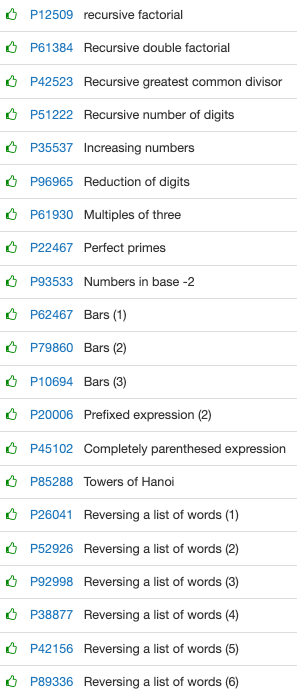 P12509 recursive factorial
P61384 Recursive double factorial
P42523 Recursive greatest common divisor
P51222 Recursive number of digits
P35537 Increasing numbers
P96965 Reduction of digits
P61930 Multiples of three
P22467 Perfect primes
P93533 Numbers in base -2
P62467 Bars (1)
P79860 Bars (2)
P10694 Bars (3)
P20006 Prefixed expression (2)
P45102 Completely parenthesed expression
P85288 Towers of Hanoi
P26041 Reversing a list of words (1)
P52926 Reversing a list of words (2)
P92998 Reversing a list of words (3)
P38877 Reversing a list of words (4)
P42156 Reversing a list of words (5)
P89336 Reversing a list of words (6)